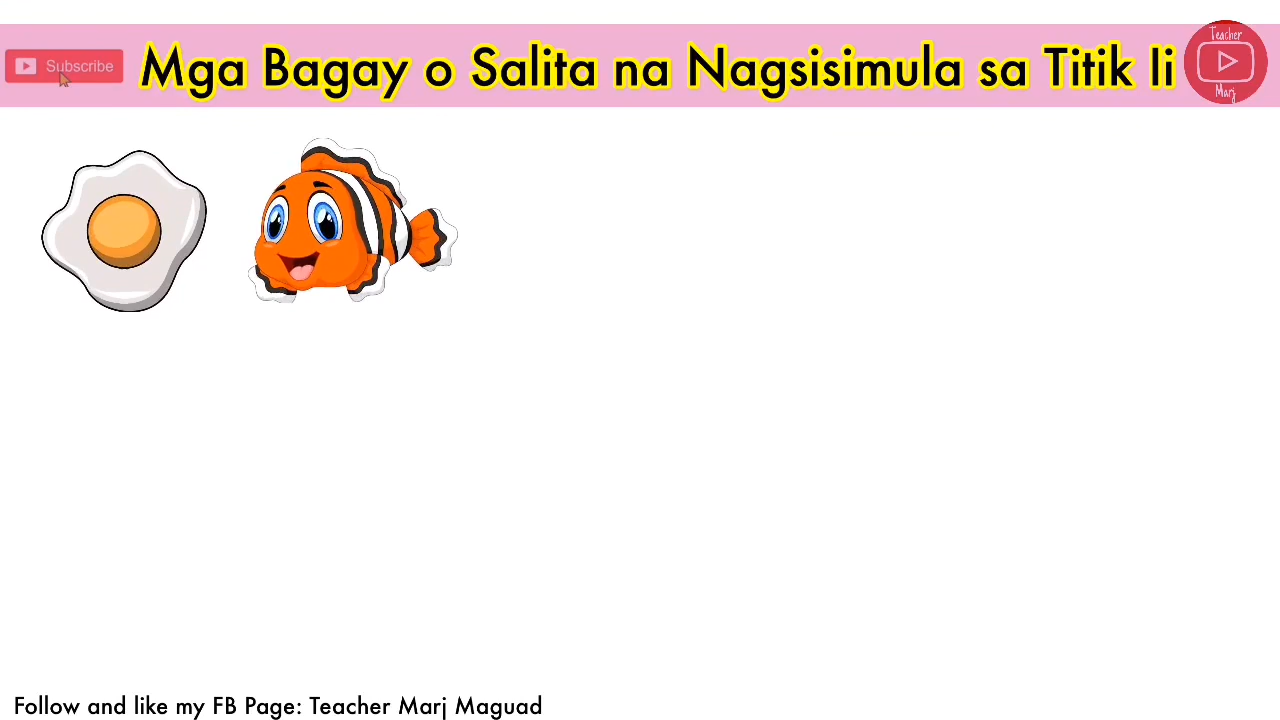 Subscribe
Mga Bagay o Salita na Nagsisimula sa Titik Ii
Teacher
Marj
Follow and like my FB Page: Teacher Marj Maguad